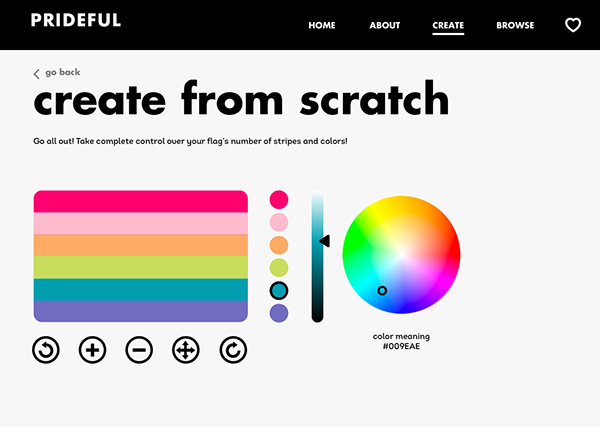 PRIDEFUL
HOME ABOUT CREATE BROWSE
go back
create from scratch
Go all out! Take complete control over your flag's number of stripes and colors!
color meaning
#009EAE